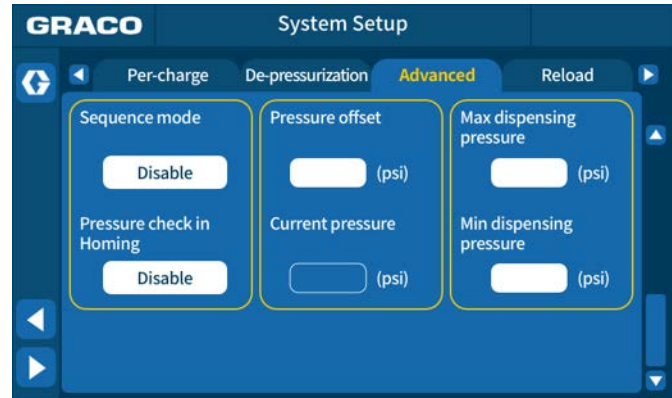 GRACO
System Setup
Per-charge
De-pressurization
Advanced
Reload
Sequence mode
Disable
Pressure check in
Homing
Disable
Pressure offset
(psi)
Current pressure
(psi)
Max dispensing
pressure
(psi)
Min dispensing
pressure
(psi)